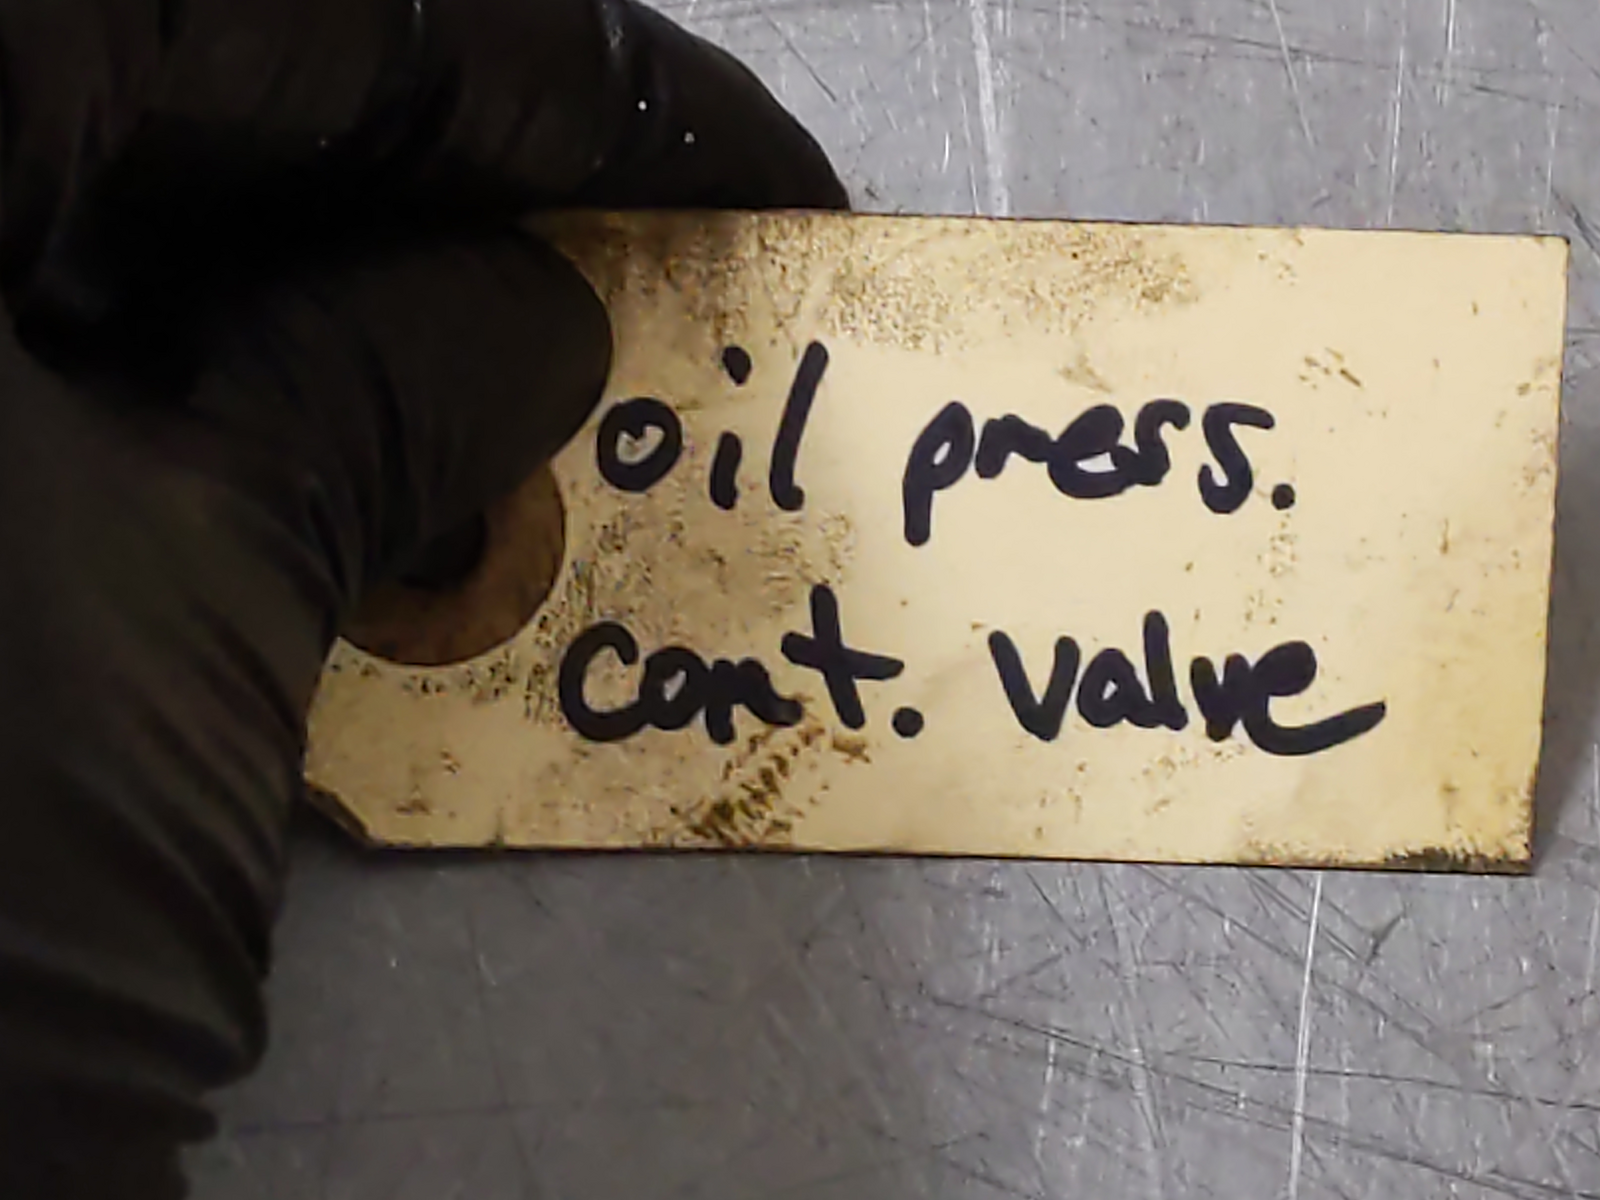 oil press.
cont. valve